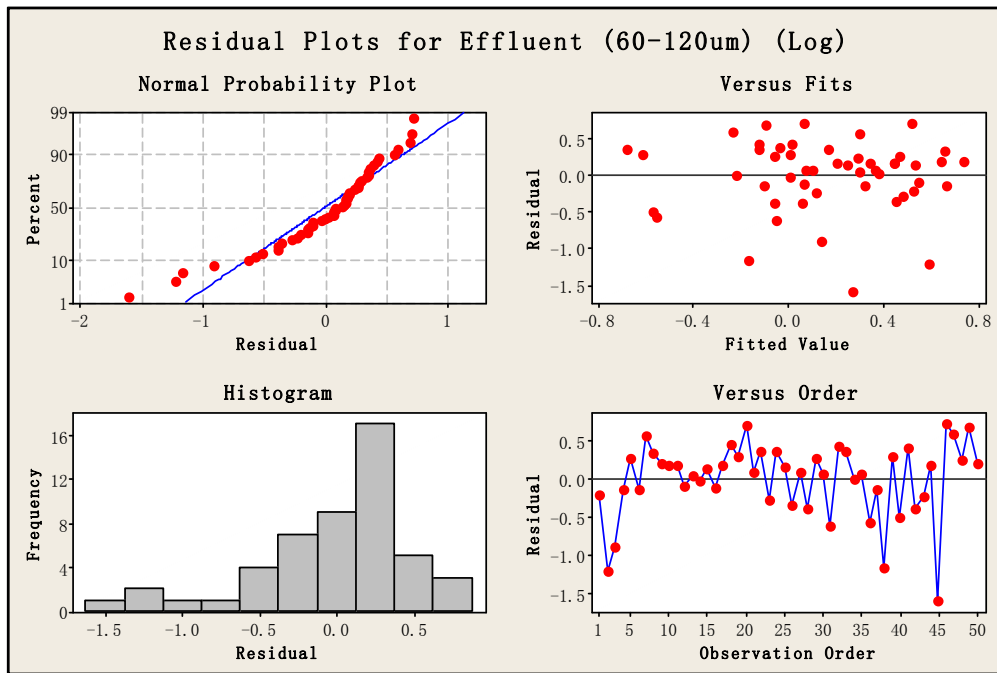 Residual Plots for Effluent (60-120um) (Log)
Normal Probability Plot
99
90
50
10
1
Percent
-2 -1 0 1
Residual
Versus Fits
0.5
0.0
-0.5
-1.0
-1.5
Residual
-0.8 -0.4 0.0 0.4 0.8
Fitted Value
Histogram
16
12
8
4
0
Frequency
-1.5 -1.0 -0.5 0.0 0.5
Residual
Versus Order
0.5
0.0
-0.5
-1.0
-1.5
Residual
1 5 10 15 20 25 30 35 40 45 50
Observation Order